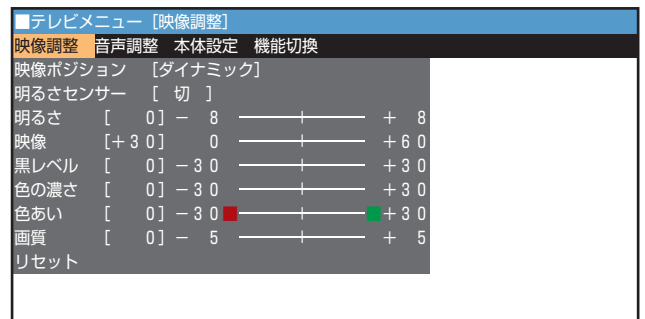 ■テレビメニュー［映像調整］
映像調整 音声調整 本体設定 機能切換
映像ポジション ［ダイナミック］
明るさセンサー ［ 切 ］
明るさ ［ 0］－ 8 ＋ 8
映像 ［＋30］ 0 ＋60
黒レベル ［ 0］－30 ＋30
色の濃さ ［ 0］－30 ＋30
色あい ［ 0］－30 ＋30
画質 ［ 0］－ 5 ＋ 5
リセット